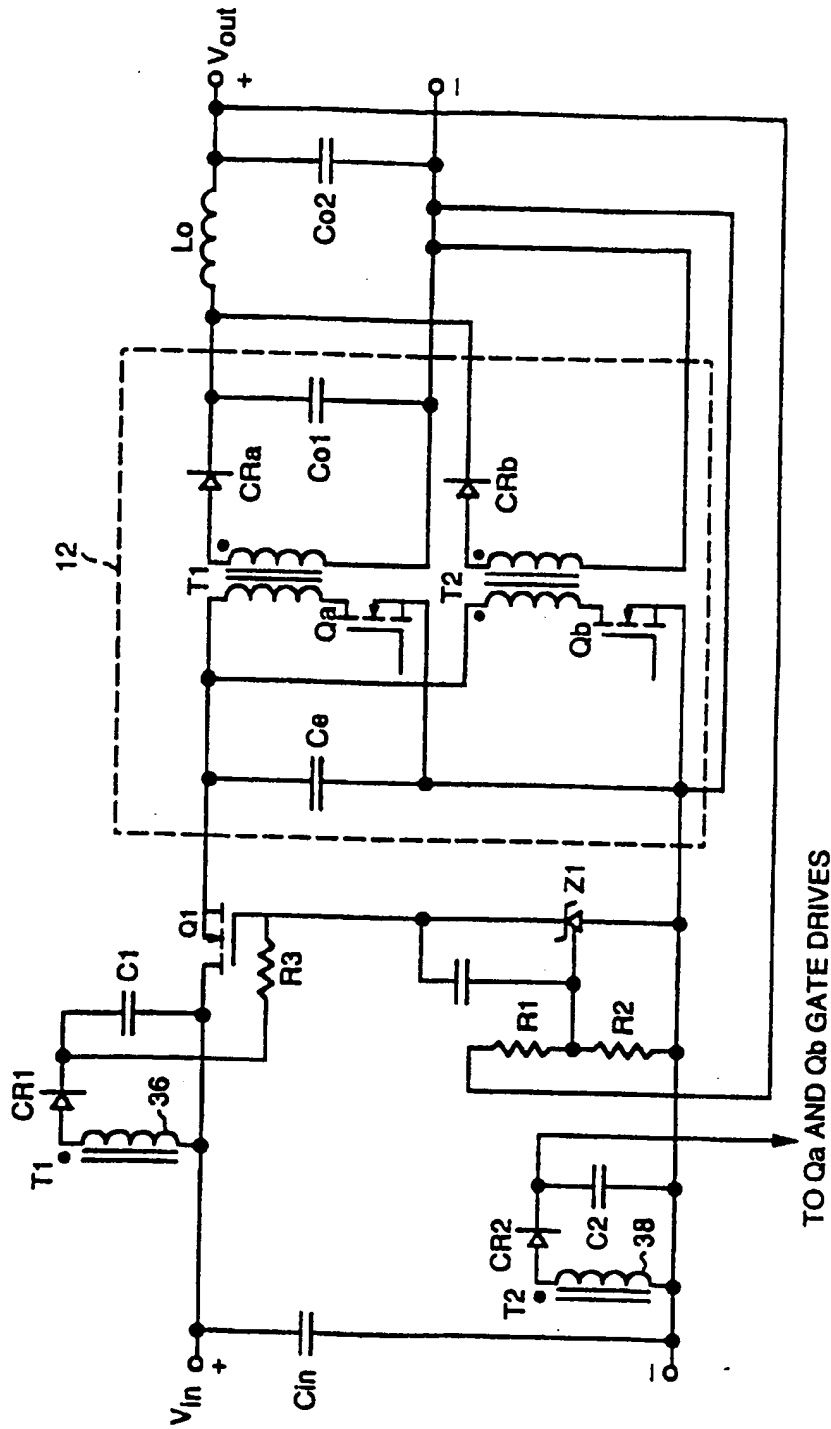 Vin
+
Cin
-
T1
36
CR1
C1
R3
Q1
T2
38
CR2
C2
R1
R2
Z1
TO Qa AND Qb GATE DRIVES
12
Ce
T1
Qa
CRa
Co1
T2
Qb
CRb
Lo
Co2
Vout
+
-